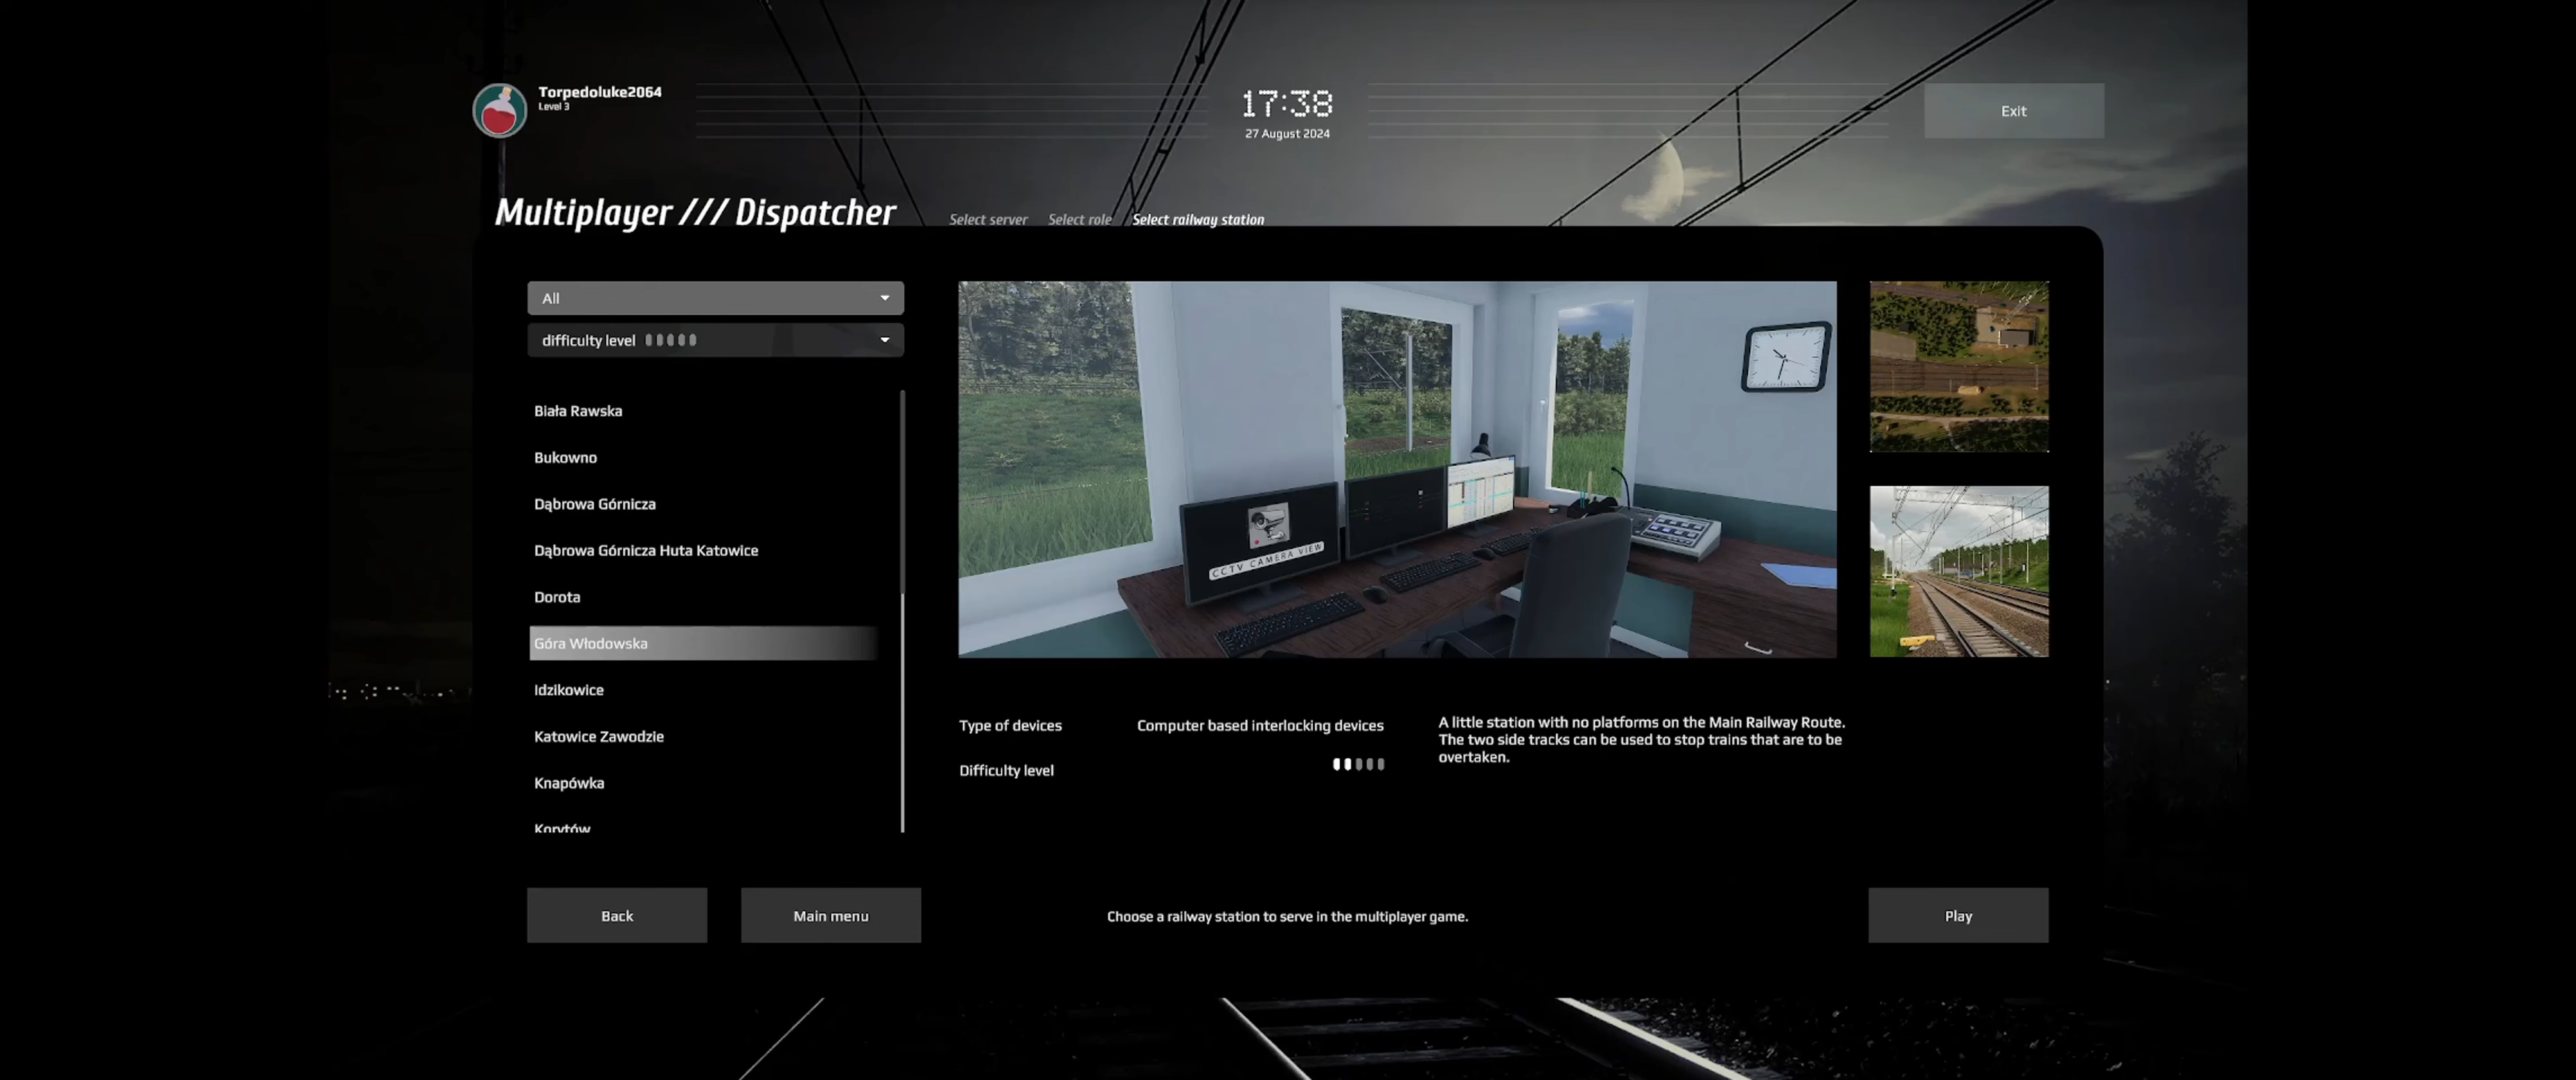 Torpedoluke2064
Level 3
17:38
27 August 2024
Exit
Multiplayer /// Dispatcher
Select server
Select role
Select railway station
All
difficulty level
Biała Rawska
Bukowno
Dąbrowa Górnicza
Dąbrowa Górnicza Huta Katowice
Dorota
Góra Włodowska
Idzikowice
Katowice Zawodzie
Knapówka
Korytów
CCTV CAMERA VIEW
Type of devices
Computer based interlocking devices
Difficulty level
A little station with no platforms on the Main Railway Route.
The two side tracks can be used to stop trains that are to be
overtaken.
Back
Main menu
Choose a railway station to serve in the multiplayer game.
Play